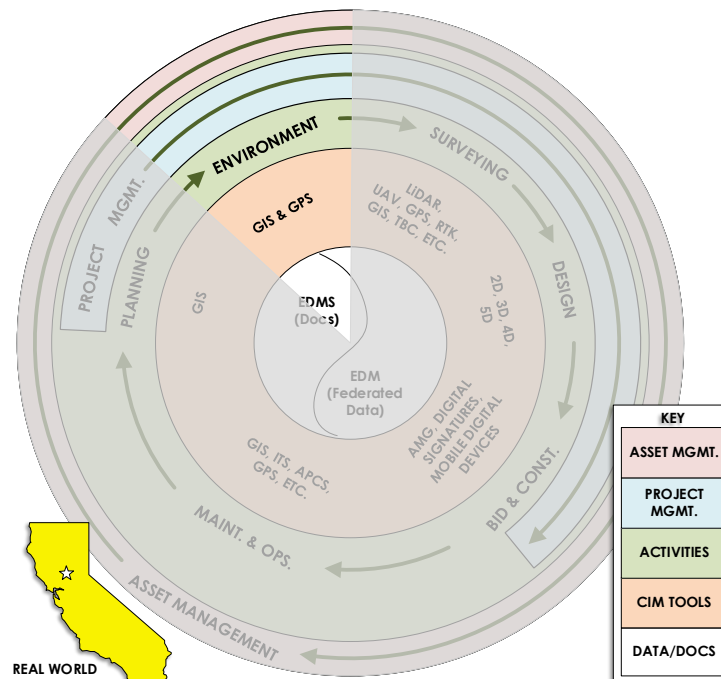 ENVIRONMENT
GIS & GPS
EDMS
(Docs)
SURVEYING
LiDAR,
UAV, GPS, RTK,
GIS, TBC, ETC.
DESIGN
2D, 3D, 4D,
5D
EDM
(Federated
Data)
AMG, DIGITAL
SIGNATURES,
MOBILE DIGITAL
DEVICES
BID & CONST.
GIS, ITS, APCS,
GPS, ETC.
MAINT. & OPS.
ASSET MANAGEMENT
GIS
PLANNING
PROJECT MGMT.
REAL WORLD
KEY
ASSET MGMT.
PROJECT
MGMT.
ACTIVITIES
CIM TOOLS
DATA/DOCS